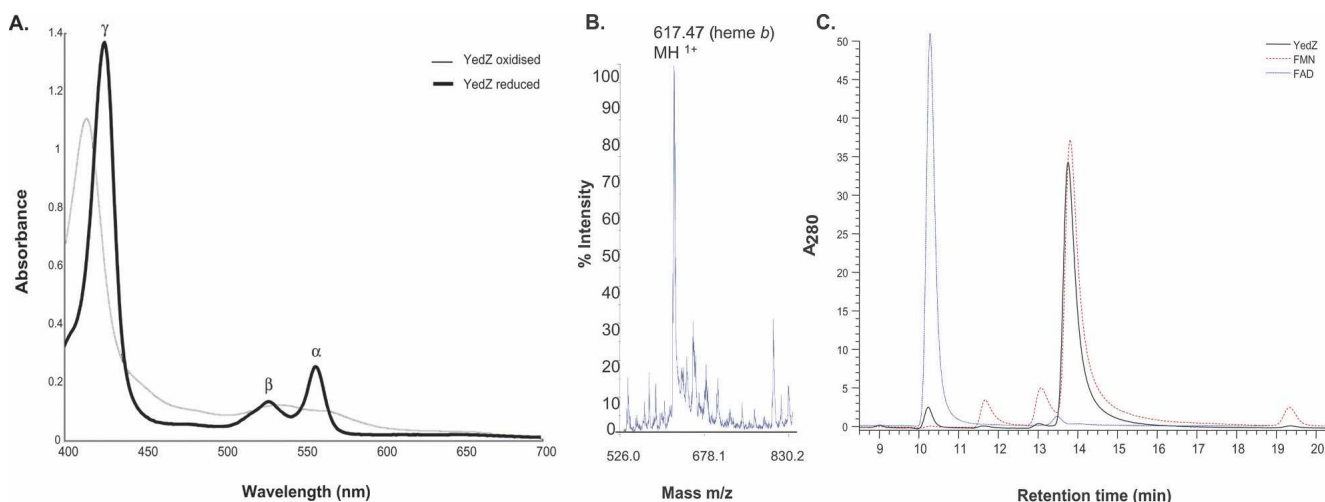 A.
γ
1.4
1.2
1
0.8
0.6
0.4
0.2
0
Absorbance
YedZ oxidised
YedZ reduced
β
α
400
450
500
550
600
650
700
Wavelength (nm)
B.
617.47 (heme b)
MH 1+
100
90
80
70
60
50
40
30
20
10
0
% Intensity
526.0
678.1
830.2
Mass m/z
C.
50
45
40
35
30
25
20
15
10
5
0
A280
YedZ
FMN
FAD
9
10
11
12
13
14
15
16
17
18
19
20
Retention time (min)